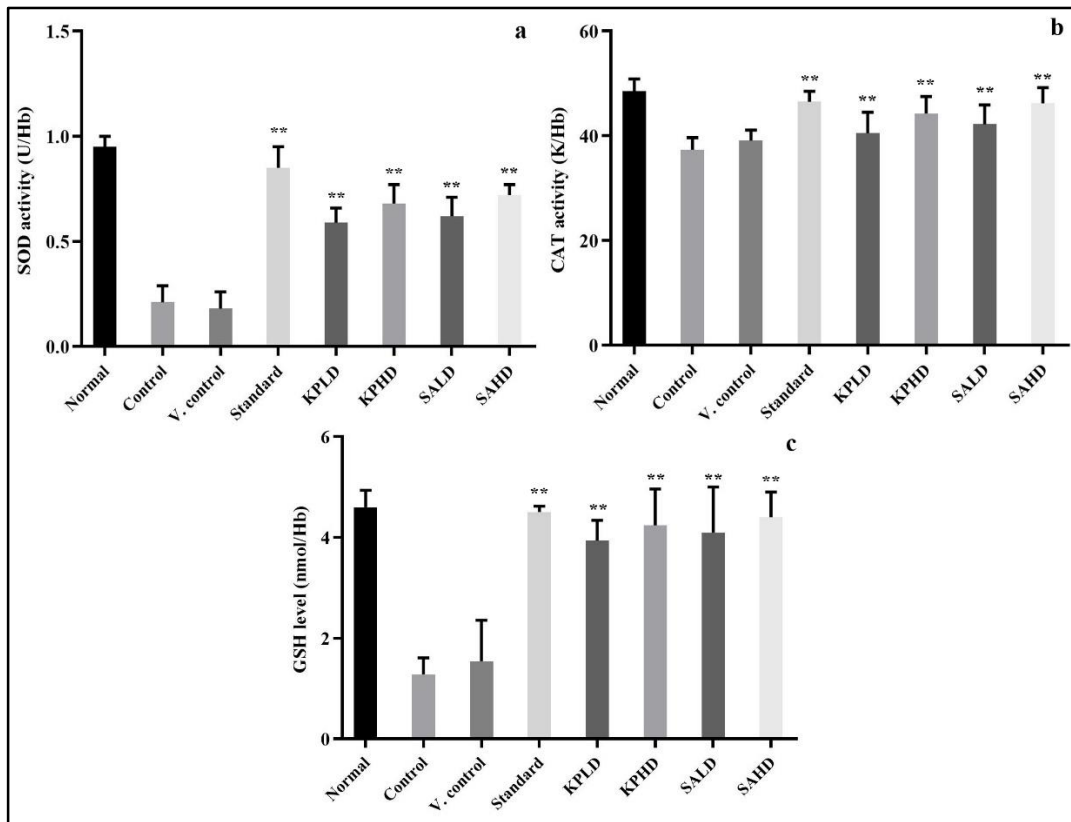 a
SOD activity (U/Hb)
1.5
1.0
0.5
0.0
** ** ** ** **
Normal Control V. control Standard KPLD KPHD SALD SAHD
b
CAT activity (K/Hb)
60
40
20
0
** ** ** ** **
Normal Control V. control Standard KPLD KPHD SALD SAHD
c
GSH level (nmol/Hb)
6
4
2
0
** ** ** ** **
Normal Control V. control Standard KPLD KPHD SALD SAHD